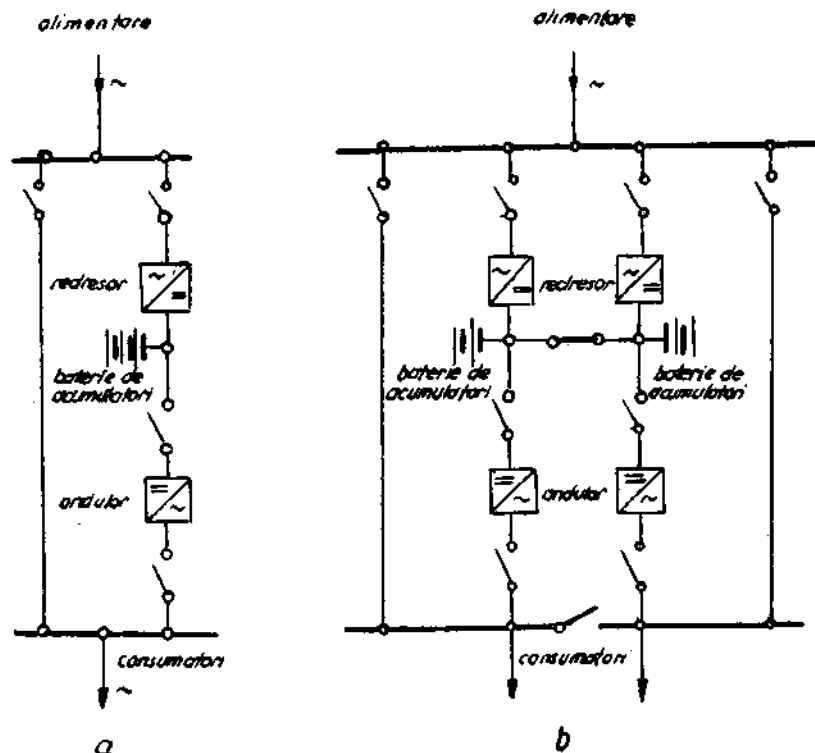 alimentare
~
redresor
baterie de
acumulatori
ondulor
consumatori
~
a
alimentare
~
redresor
baterie de
acumulatori
baterie de
acumulatori
ondulor
consumatori
b